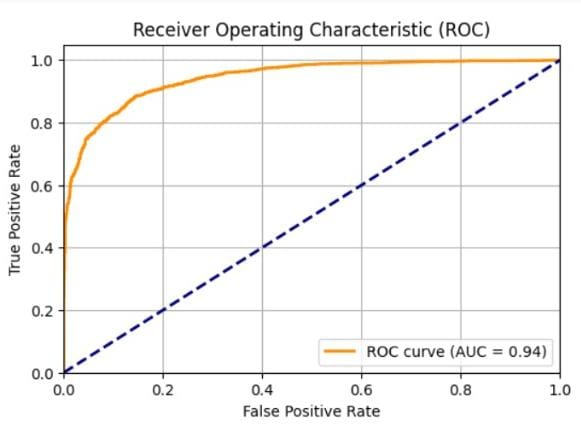 Receiver Operating Characteristic (ROC)
1.0
0.8
0.6
0.4
0.2
0.0
True Positive Rate
ROC curve (AUC = 0.94)
0.0 0.2 0.4 0.6 0.8 1.0
False Positive Rate